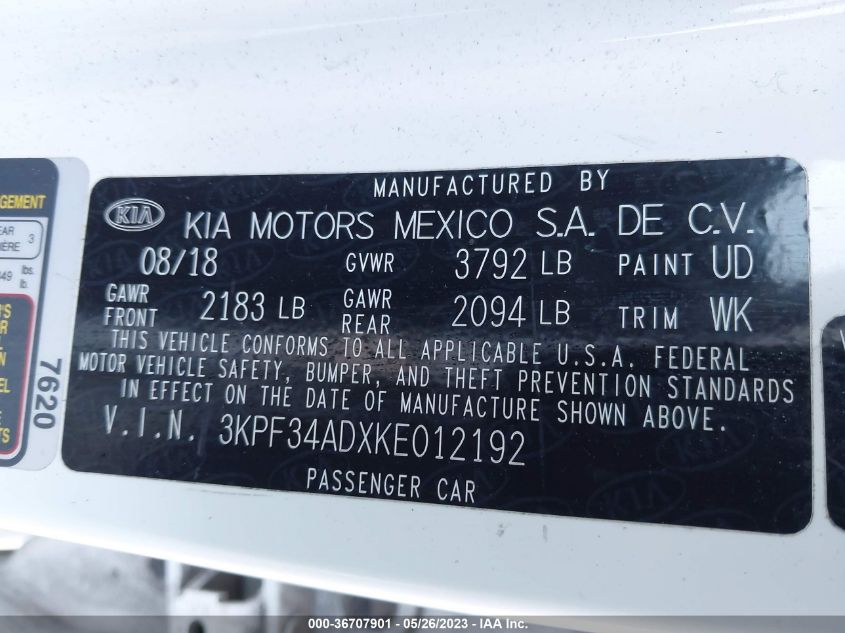 MANUFACTURED BY
KIA KIA MOTORS MEXICO S.A. DE C.V.
08/18 GVWR 3792 LB PAINT UD
GAWR FRONT 2183 LB GAWR REAR 2094 LB TRIM WK
THIS VEHICLE CONFORMS TO ALL APPLICABLE U.S.A. FEDERAL
MOTOR VEHICLE SAFETY, BUMPER, AND THEFT PREVENTION STANDARDS
IN EFFECT ON THE DATE OF MANUFACTURE SHOWN ABOVE.
V.I.N. 3KPF34ADXKE012192
PASSENGER CAR
7620
3
lbs.
lb.
000-36707901 - 05/26/2023 - IAA Inc.